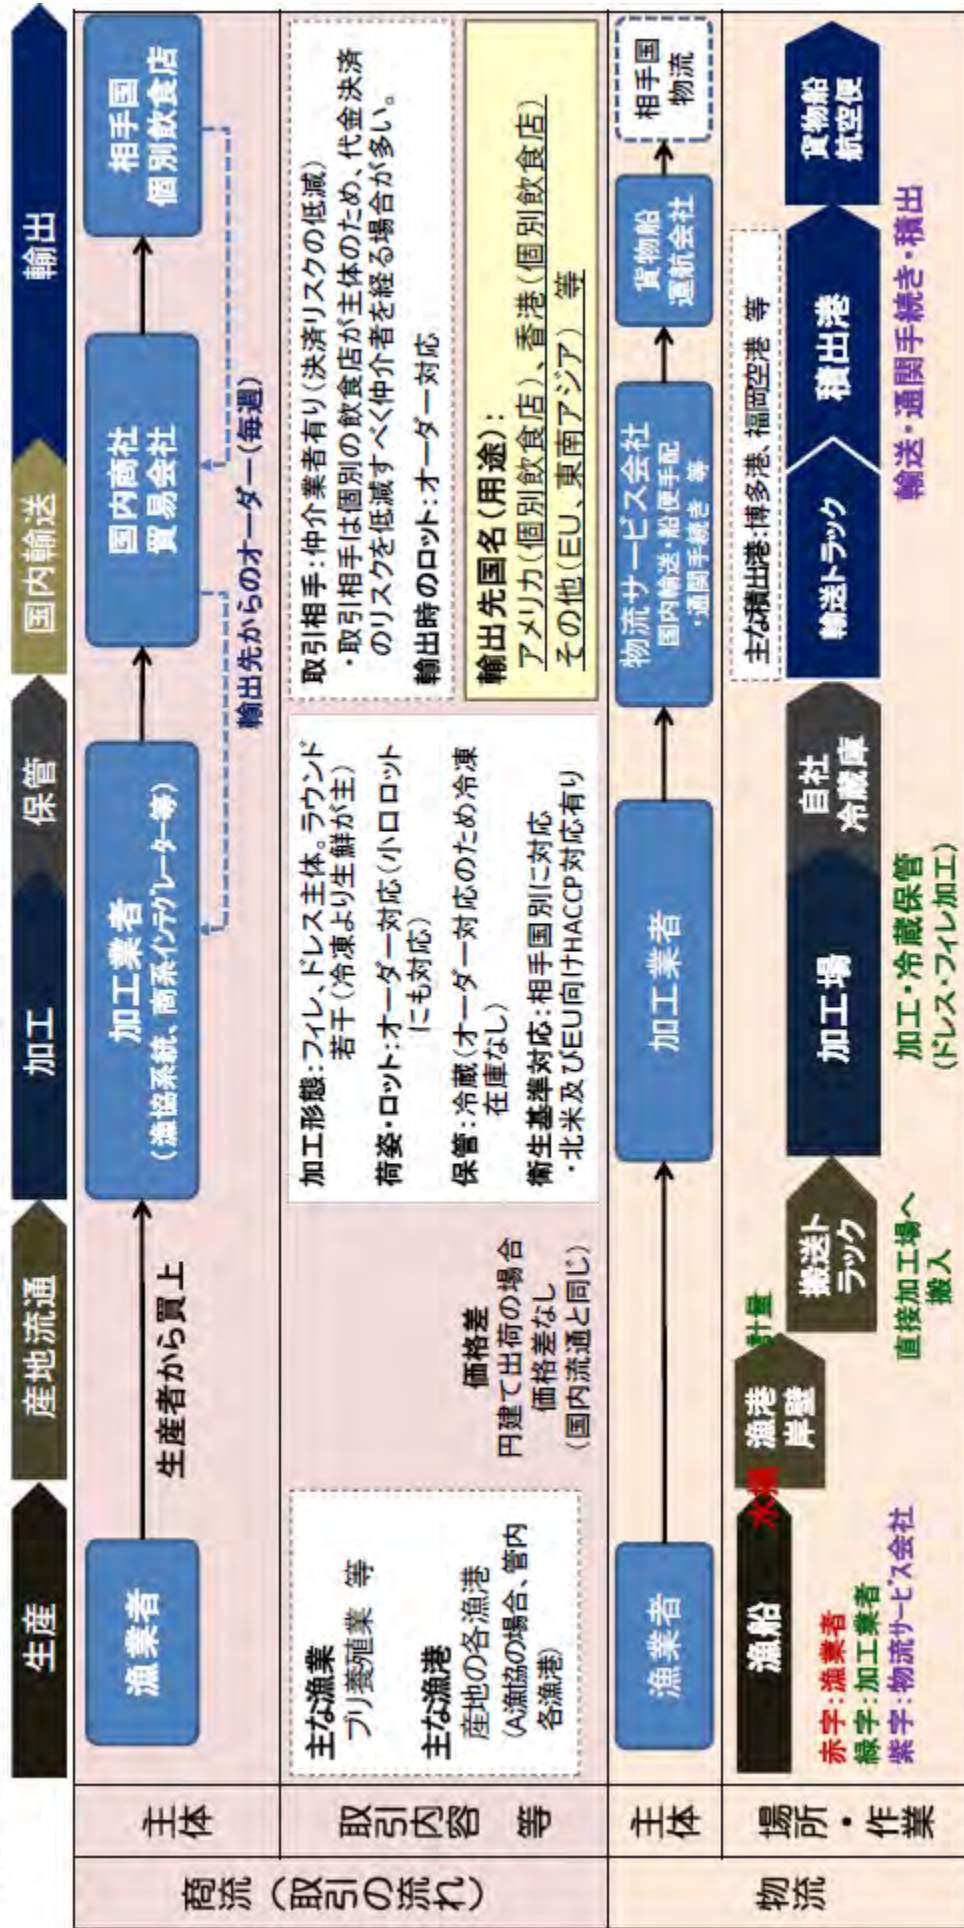 生産
産地流通
加工
保管
国内輸送
輸出
商流(取引の流れ)
主体
漁業者
生産者から買上
加工業者
(漁協系統、商系インテグレーター等)
国内商社
貿易会社
相手国
個別飲食店
輸出先からのオーダー(毎週)
取引内容
等
主な漁業
ブリ養殖業 等
主な漁港
産地の各漁港
(A漁協の場合、管内
各漁港)
価格差
円建て出荷の場合
価格差なし
(国内流通と同じ)
加工形態:フィレ、ドレス主体。ラウンド
若干(冷凍より生鮮が主)
荷姿・ロット:オーダー対応(小口ロット
にも対応)
保管:冷蔵(オーダー対応のため冷凍
在庫なし)
衛生基準対応:相手国別に対応
・北米及びEU向けHACCP対応有り
取引相手:仲介業者有り(決済リスクの低減)
・取引相手は個別の飲食店が主体のため、代金決済
のリスクを低減すべく仲介者を経る場合が多い。
輸出時のロット:オーダー対応
輸出先国名(用途):
アメリカ(個別飲食店)、香港(個別飲食店)
その他(EU、東南アジア) 等
物流
主体
漁業者
加工業者
物流サービス会社
国内輸送・船便手配
・通関手続き 等
貨物船
運航会社
相手国
物流
場所・作業
漁船
水揚
漁港
岸壁
計量
搬送ト
ラック
直接加工場へ
搬入
加工場
自社
冷蔵庫
加工・冷蔵保管
(ドレス・フィレ加工)
主な積出港:博多港、福岡空港 等
輸送トラック
積出港
貨物船
航空便
輸送・通関手続き・積出
赤字:漁業者
緑字:加工業者
紫字:物流サービス会社